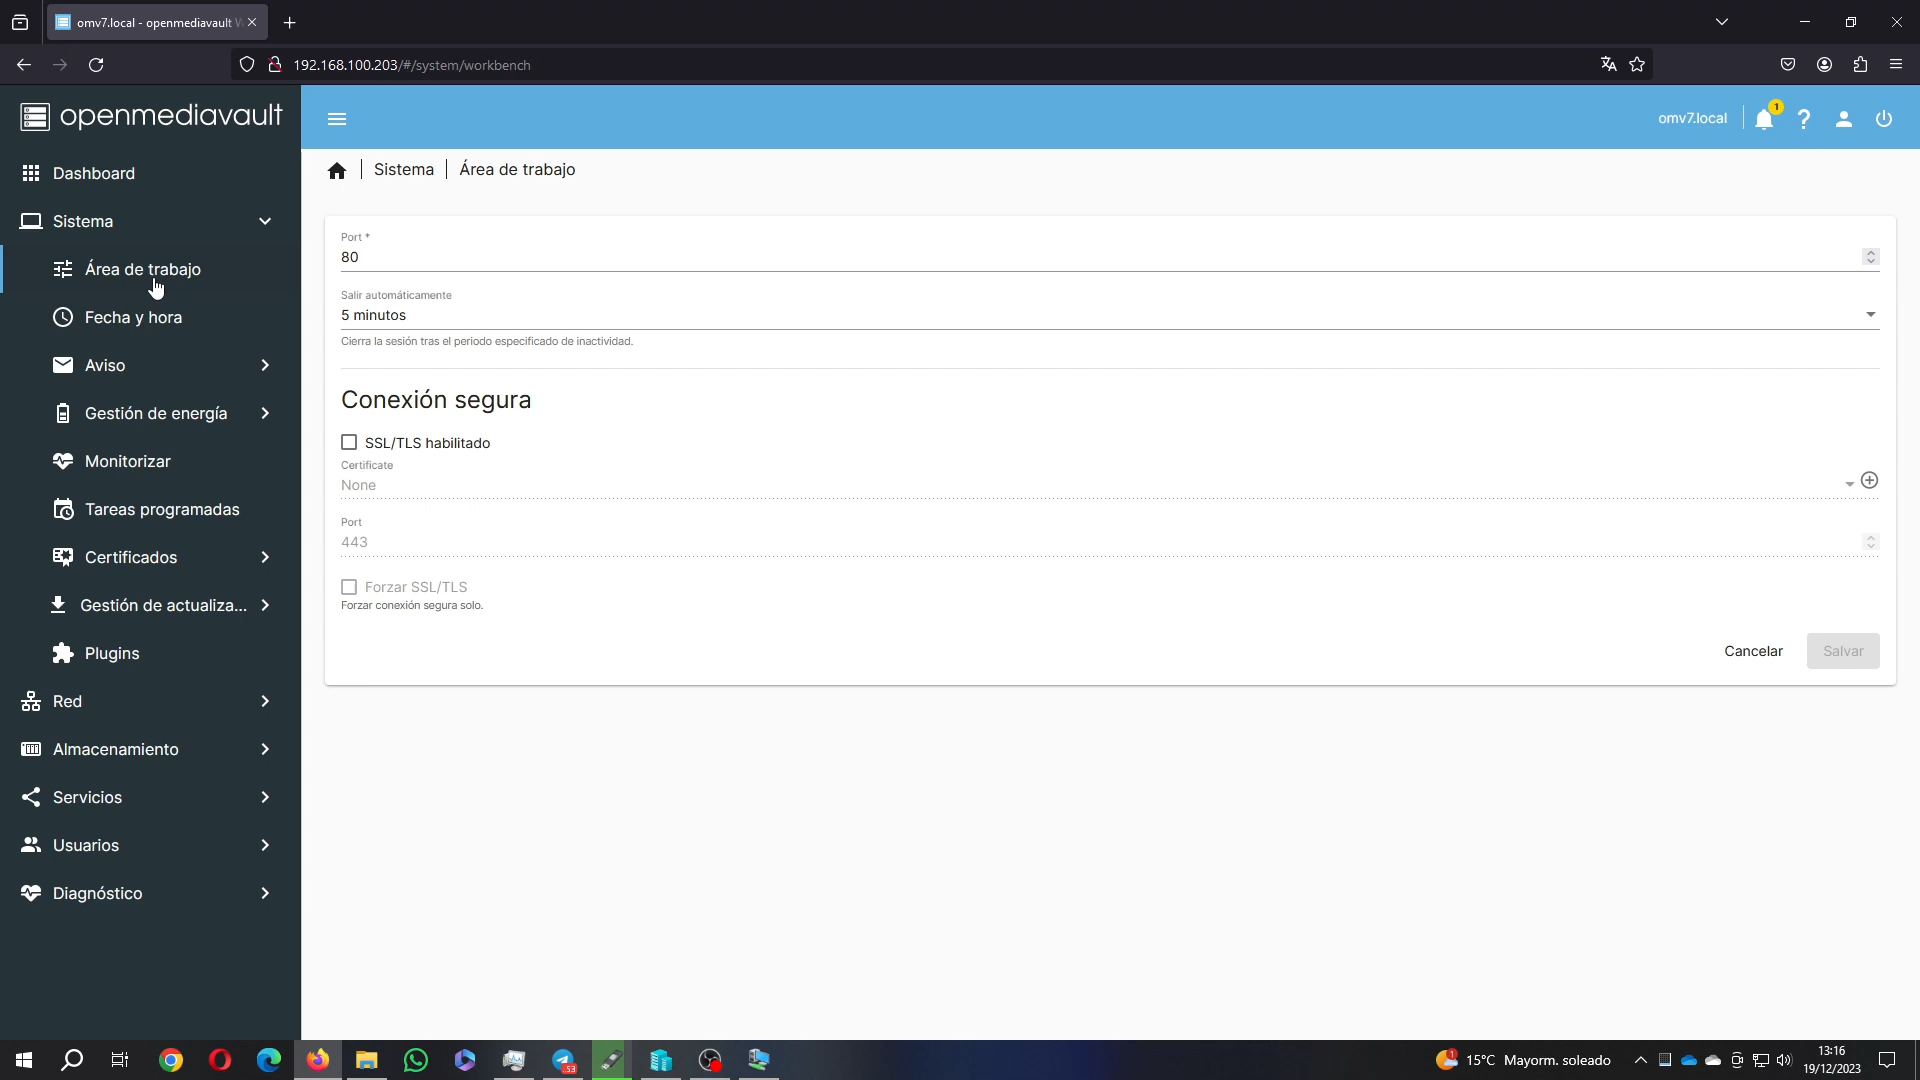 omv7.local - openmediavault W
192.168.100.203/#/system/workbench
openmediavault
omv7.local
1
Dashboard
Sistema
Área de trabajo
Fecha y hora
Aviso
Gestión de energía
Monitorizar
Tareas programadas
Certificados
Gestión de actualiza...
Plugins
Red
Almacenamiento
Servicios
Usuarios
Diagnóstico
Sistema
Área de trabajo
Port *
80
Salir automáticamente
5 minutos
Cierra la sesión tras el periodo especificado de inactividad.
Conexión segura
SSL/TLS habilitado
Certificate
None
Port
443
Forzar SSL/TLS
Forzar conexión segura solo.
Cancelar
Salvar
53
1
15°C Mayorm. soleado
13:16
19/12/2023